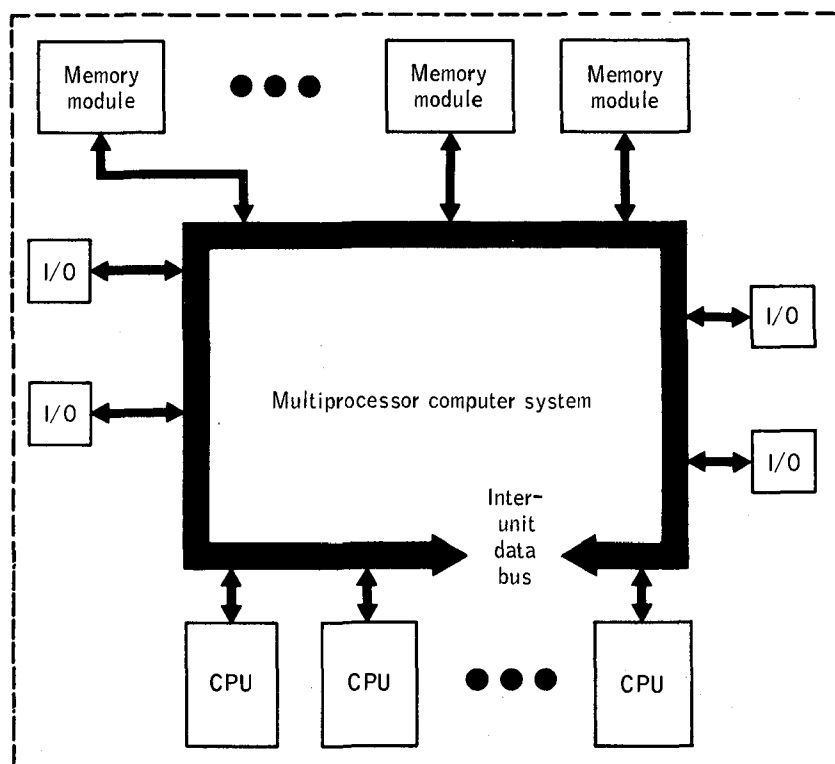 Memory
module
Memory
module
Memory
module
I/O
I/O
I/O
I/O
Multiprocessor computer system
Inter-
unit
data
bus
CPU
CPU
CPU